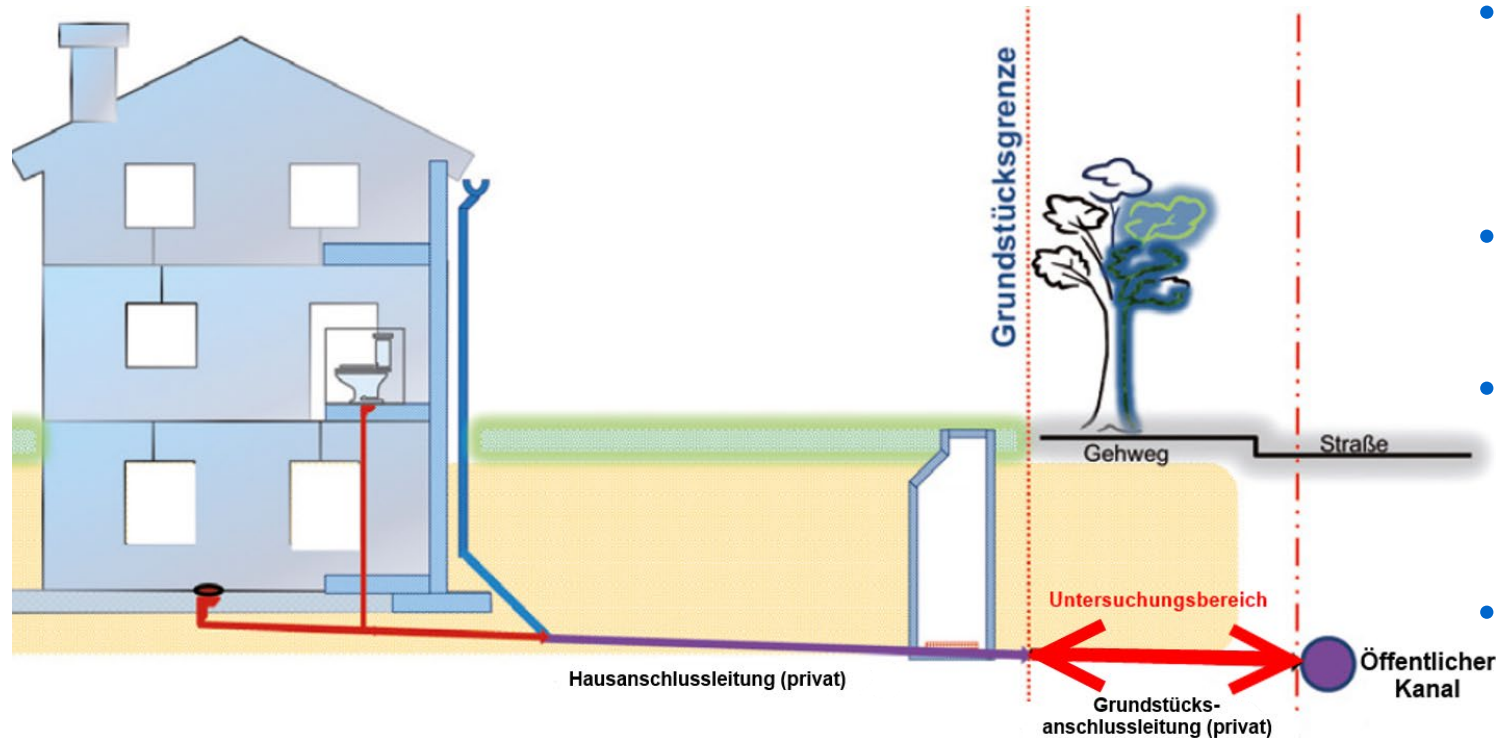 Grundstücksgrenze
Gehweg
Straße
Untersuchungsbereich
Öffentlicher
Kanal
Hausanschlussleitung (privat)
Grundstücks-
anschlussleitung (privat)